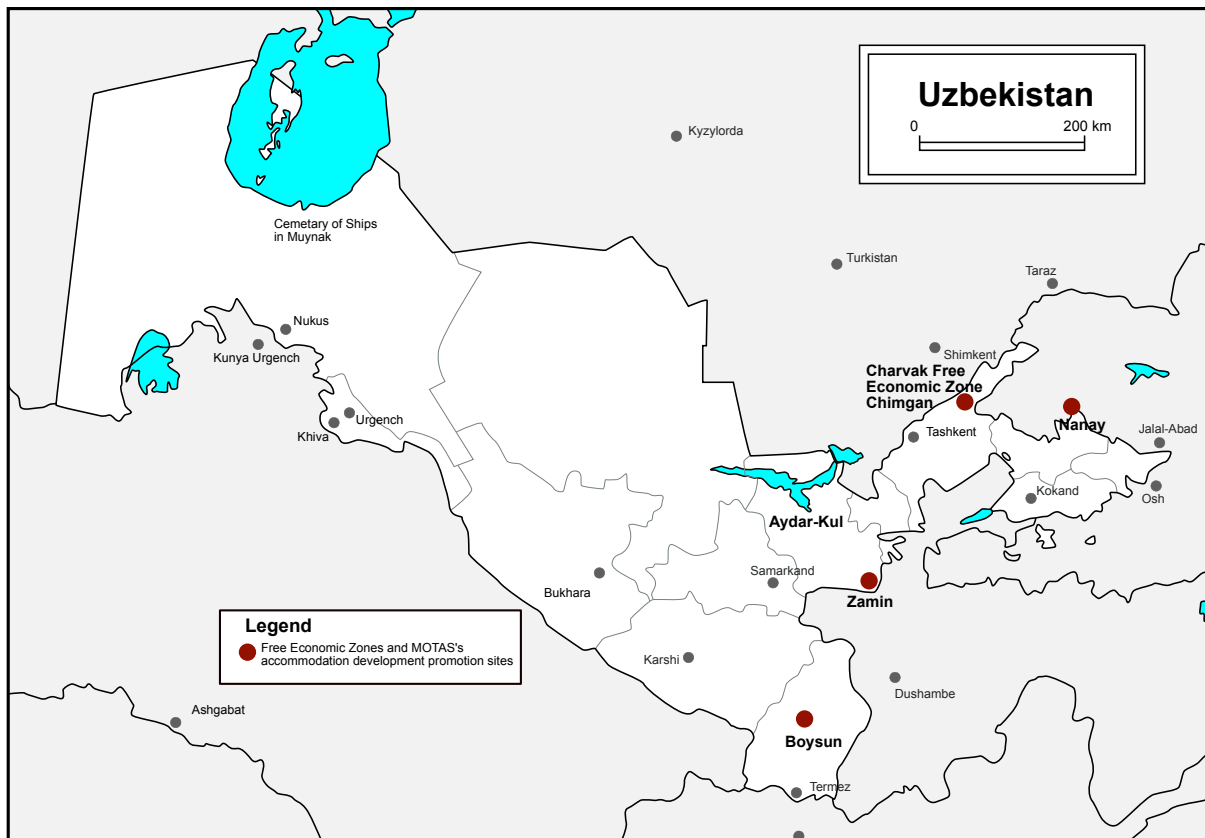 Uzbekistan
0 200 km
Kyzylorda
Cemetary of Ships
in Muynak
Turkistan
Taraz
Nukus
Kunya Urgench
Shimkent
Charvak Free
Economic Zone
Chimgan
Nanay
Urgench
Khiva
Tashkent
Jalal-Abad
Kokand
Osh
Aydar-Kul
Samarkand
Bukhara
Zamin
Legend
Free Economic Zones and MOTAS's
accommodation development promotion sites
Karshi
Dushambe
Ashgabat
Boysun
Termez